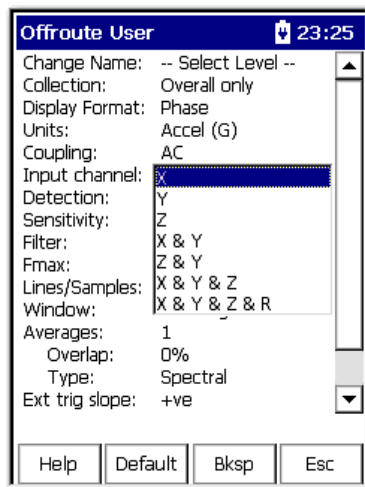 Offroute User 23:25
Change Name: -- Select Level --
Collection: Overall only
Display Format: Phase
Units: Accel (G)
Coupling: AC
Input channel: X
Detection: Y
Sensitivity: Z
Filter: X & Y
Fmax: Z & Y
Lines/Samples: X & Y & Z
Window: X & Y & Z & R
Averages: 1
Overlap: 0%
Type: Spectral
Ext trig slope: +ve
Help Default Bksp Esc